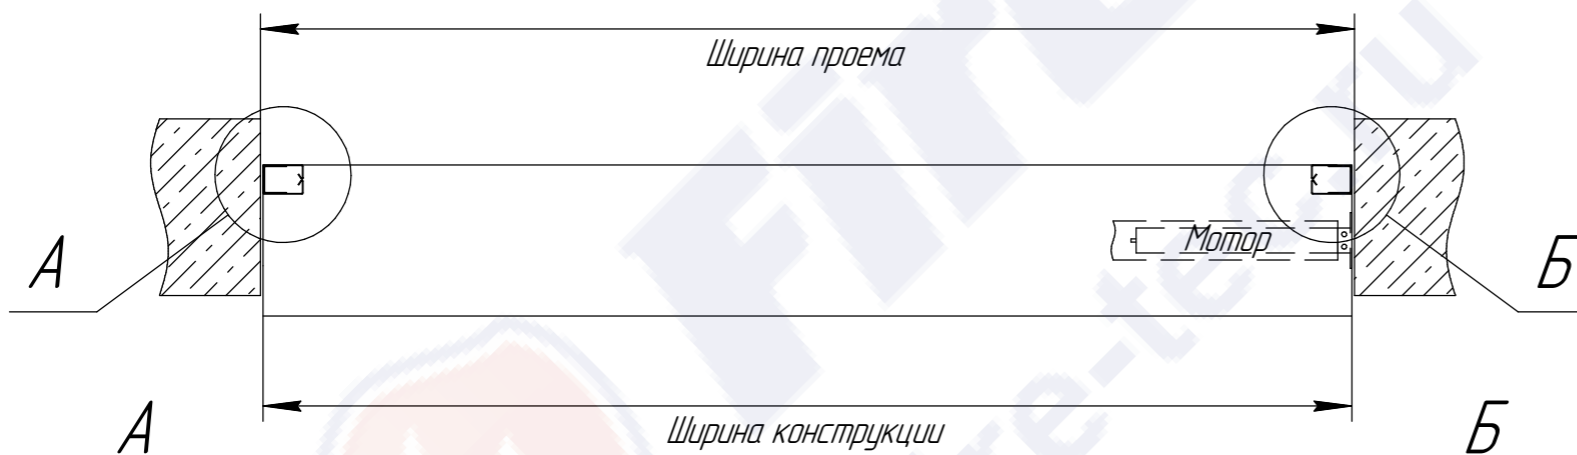 Ширина проема
Мотор
А
Б
Ширина конструкции
А
Б